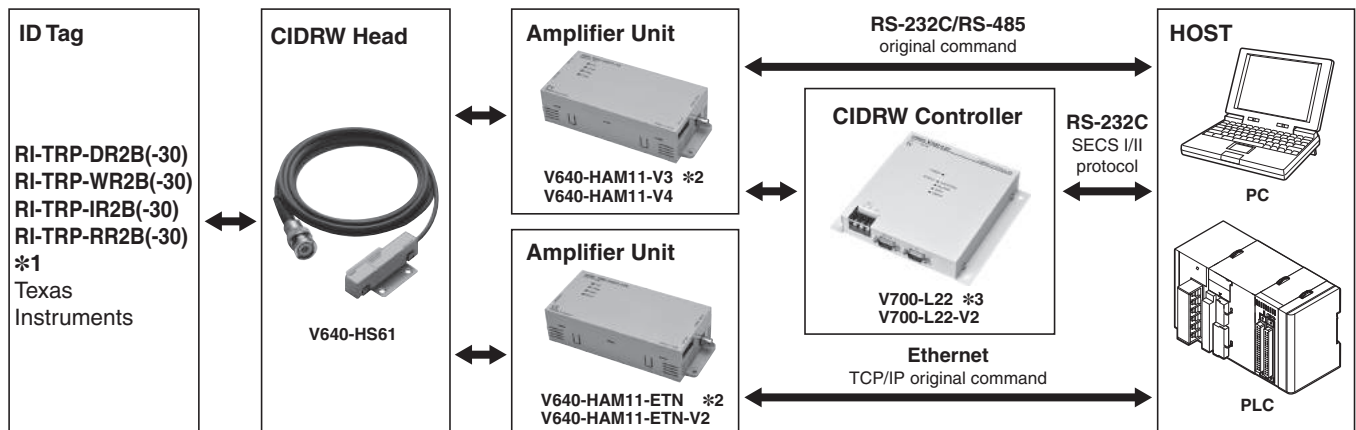 ID Tag
RI-TRP-DR2B(-30)
RI-TRP-WR2B(-30)
RI-TRP-IR2B(-30)
RI-TRP-RR2B(-30)
✻1
Texas
Instruments
CIDRW Head
V640-HS61
Amplifier Unit
V640-HAM11-V3 ✻2
V640-HAM11-V4
Amplifier Unit
V640-HAM11-ETN ✻2
V640-HAM11-ETN-V2
RS-232C/RS-485
original command
CIDRW Controller
V700-L22 ✻3
V700-L22-V2
RS-232C
SECS I/II
protocol
Ethernet
TCP/IP original command
HOST
PC
PLC